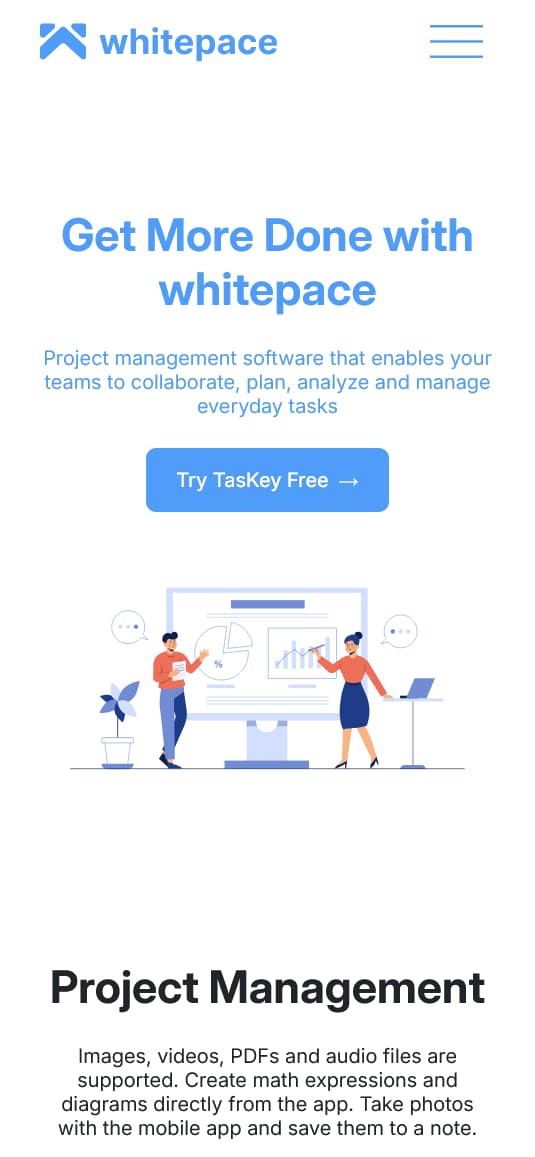 whitepace
Get More Done with
whitepace
Project management software that enables your
teams to collaborate, plan, analyze and manage
everyday tasks
Try TasKey Free →
%
Project Management
Images, videos, PDFs and audio files are
supported. Create math expressions and
diagrams directly from the app. Take photos
with the mobile app and save them to a note.